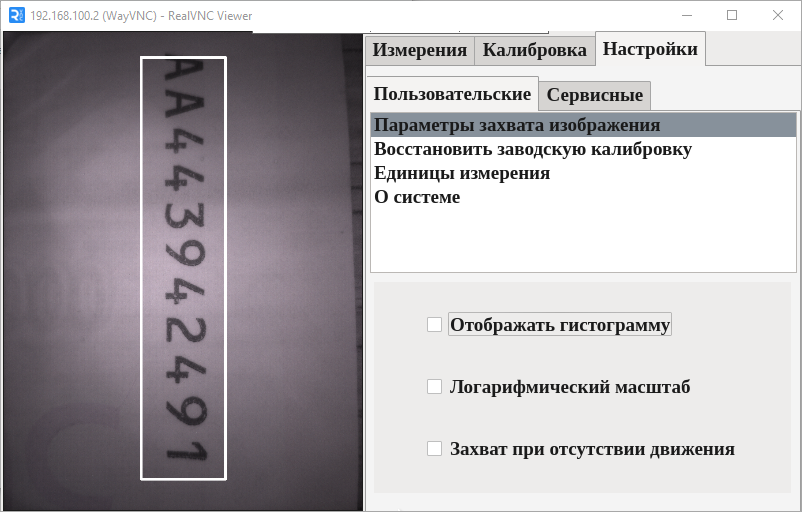 192.168.100.2 (WayVNC) - RealVNC Viewer
AA443942491
Измерения
Калибровка
Настройки
Пользовательские
Сервисные
Параметры захвата изображения
Восстановить заводскую калибровку
Единицы измерения
О системе
Отображать гистограмму
Логарифмический масштаб
Захват при отсутствии движения